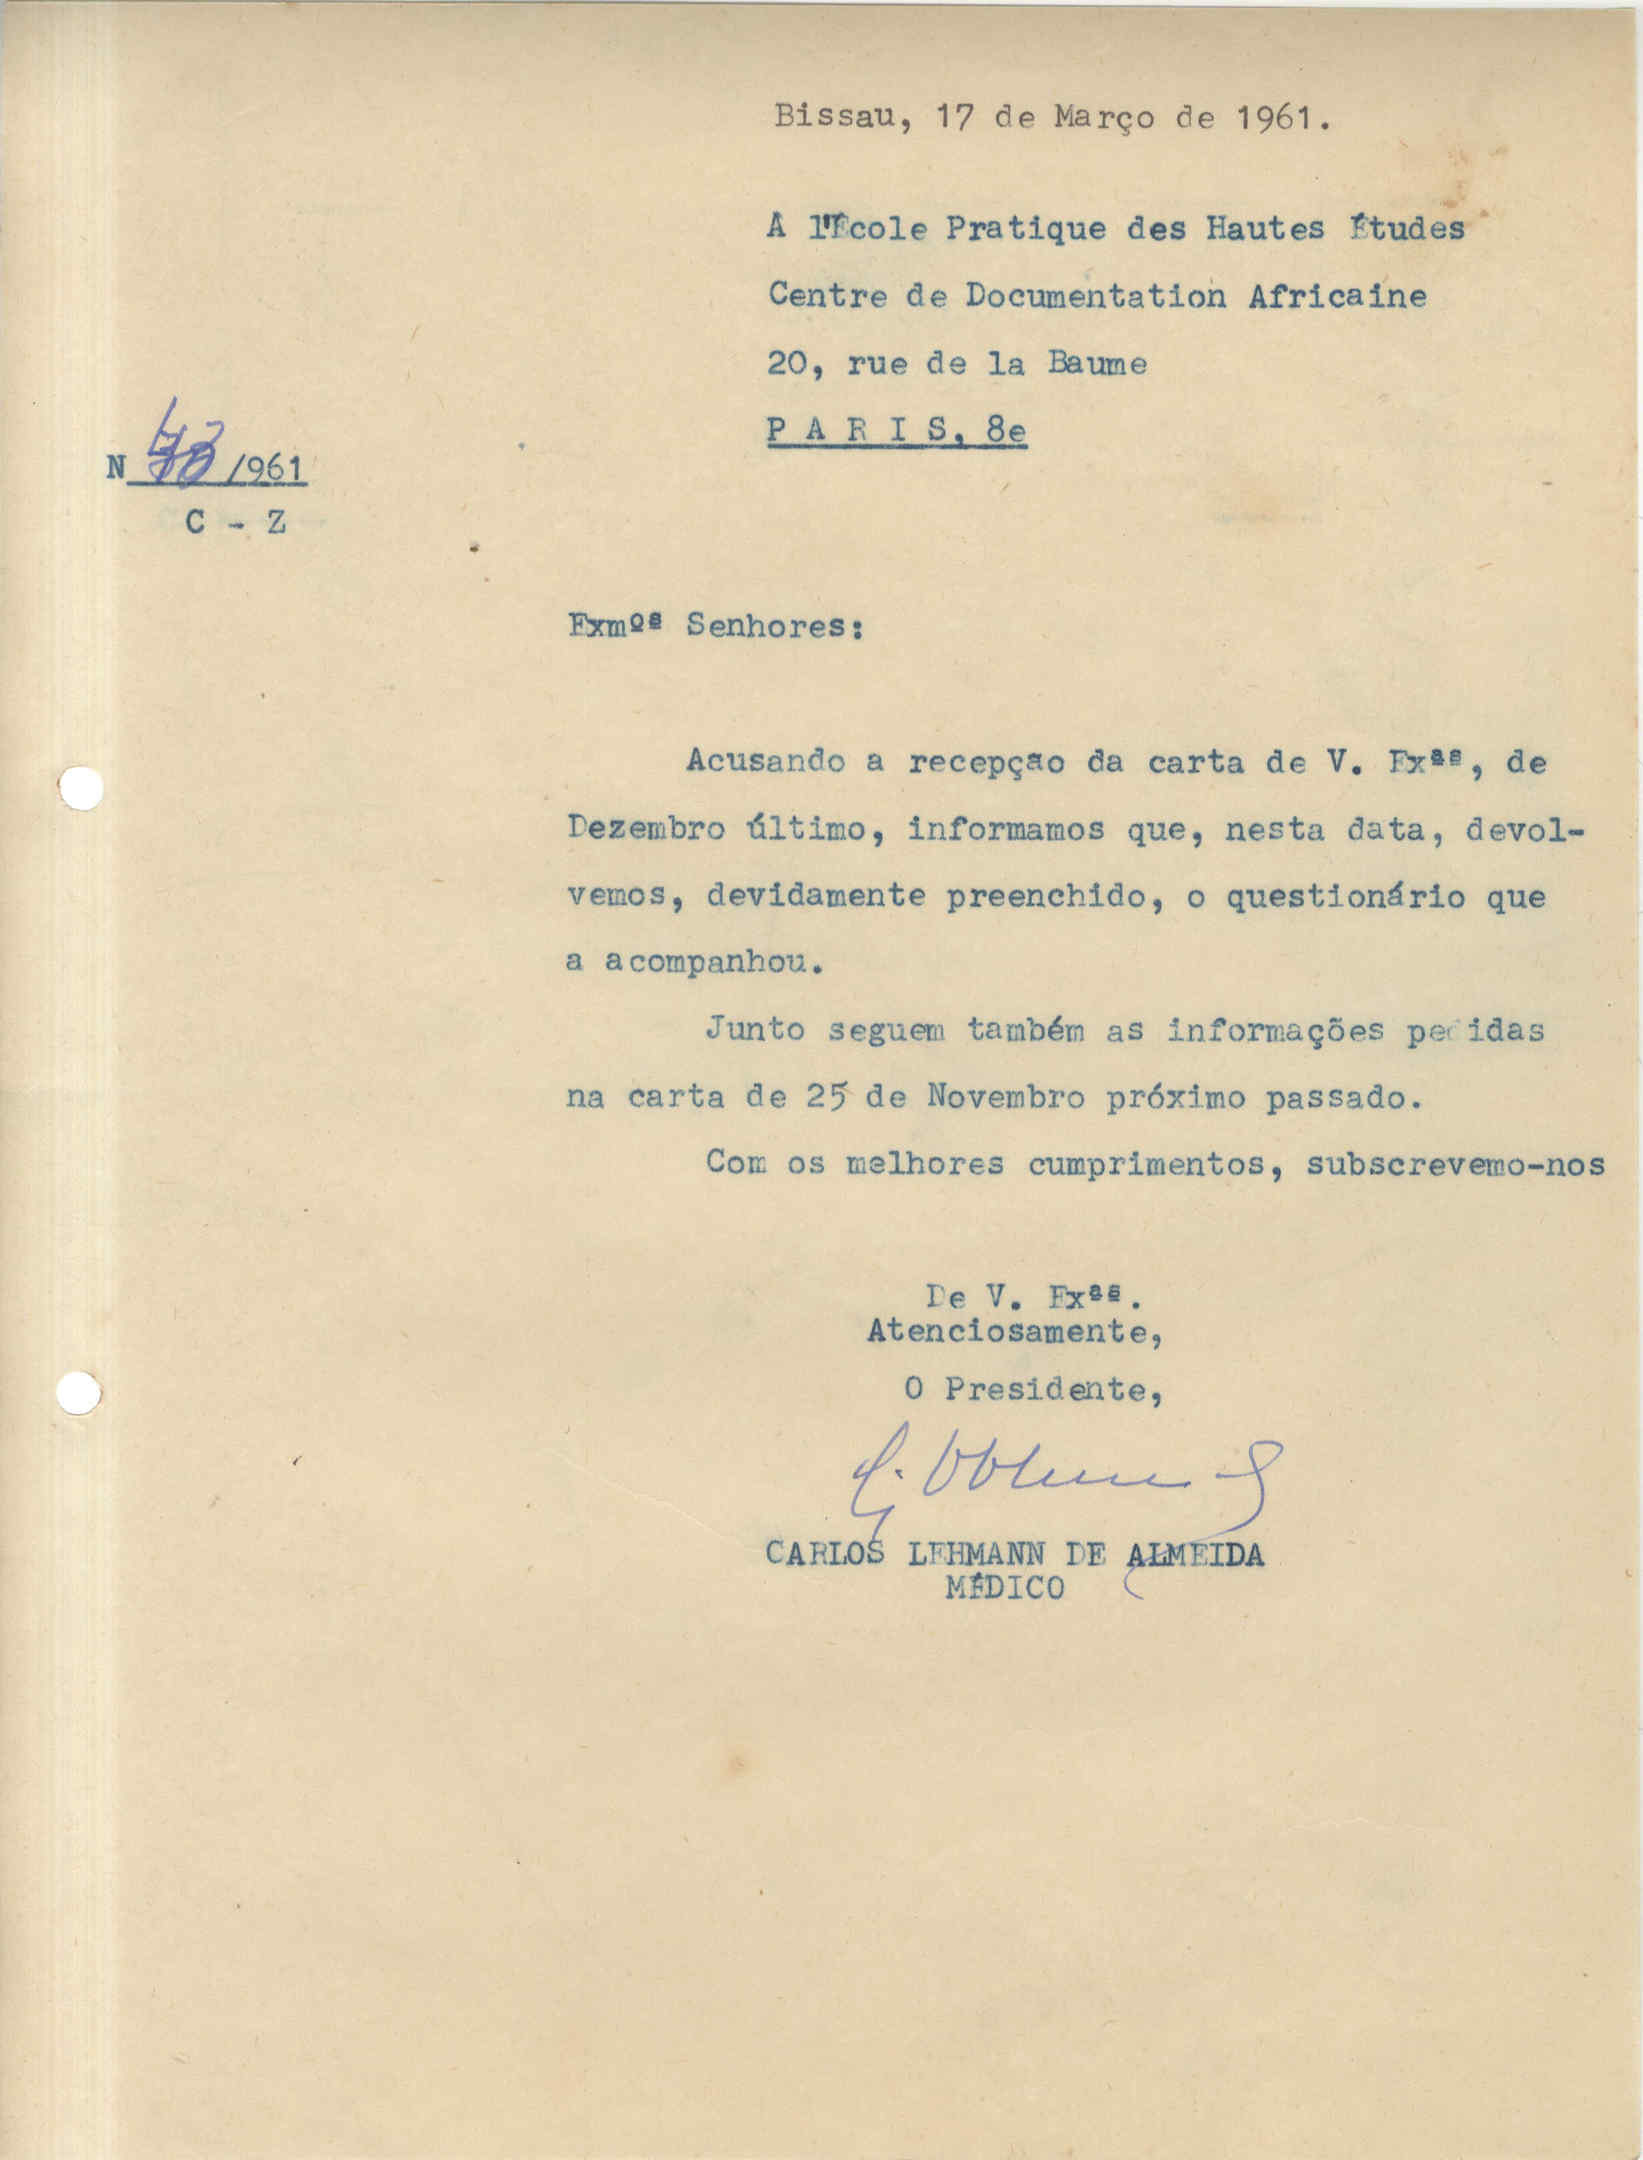 Bissau, 17 de Março de 1961.
A l'École Pratique des Hautes Études
Centre de Documentation Africaine
20, rue de la Baume
P A R I S, 8e
N /961
C - Z
Exmºs Senhores:
Acusando a recepção da carta de V. Exªs, de
Dezembro último, informamos que, nesta data, devol-
vemos, devidamente preenchido, o questionário que
a acompanhou.
Junto seguem também as informações pedidas
na carta de 25 de Novembro próximo passado.
Com os melhores cumprimentos, subscrevemo-nos
De V. Exªs.
Atenciosamente,
O Presidente,
CARLOS LEHMANN DE ALMEIDA
MÉDICO